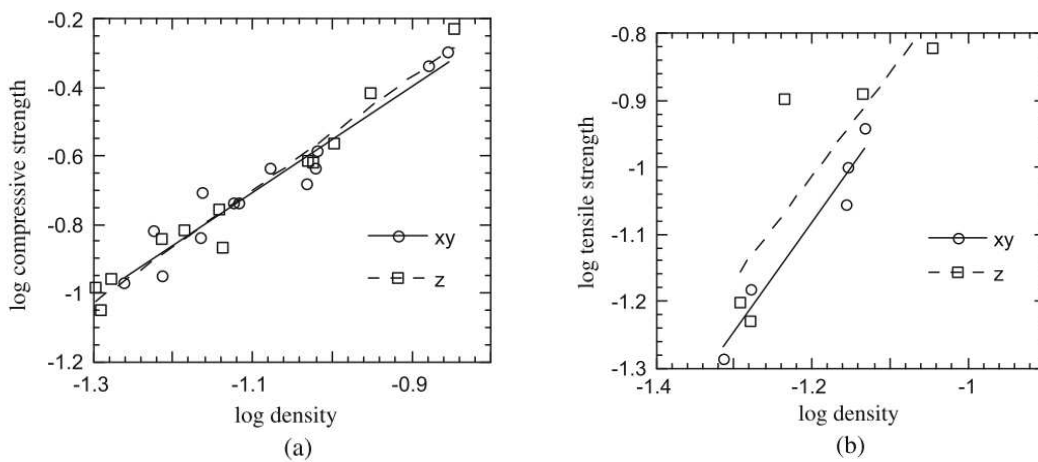 -0.2
-0.4
-0.6
-0.8
-1
-1.2
-1.3
-1.1
-0.9
log compressive strength
log density
xy
z
(a)
-0.8
-0.9
-1
-1.1
-1.2
-1.3
-1.4
-1.2
-1
log tensile strength
log density
xy
z
(b)